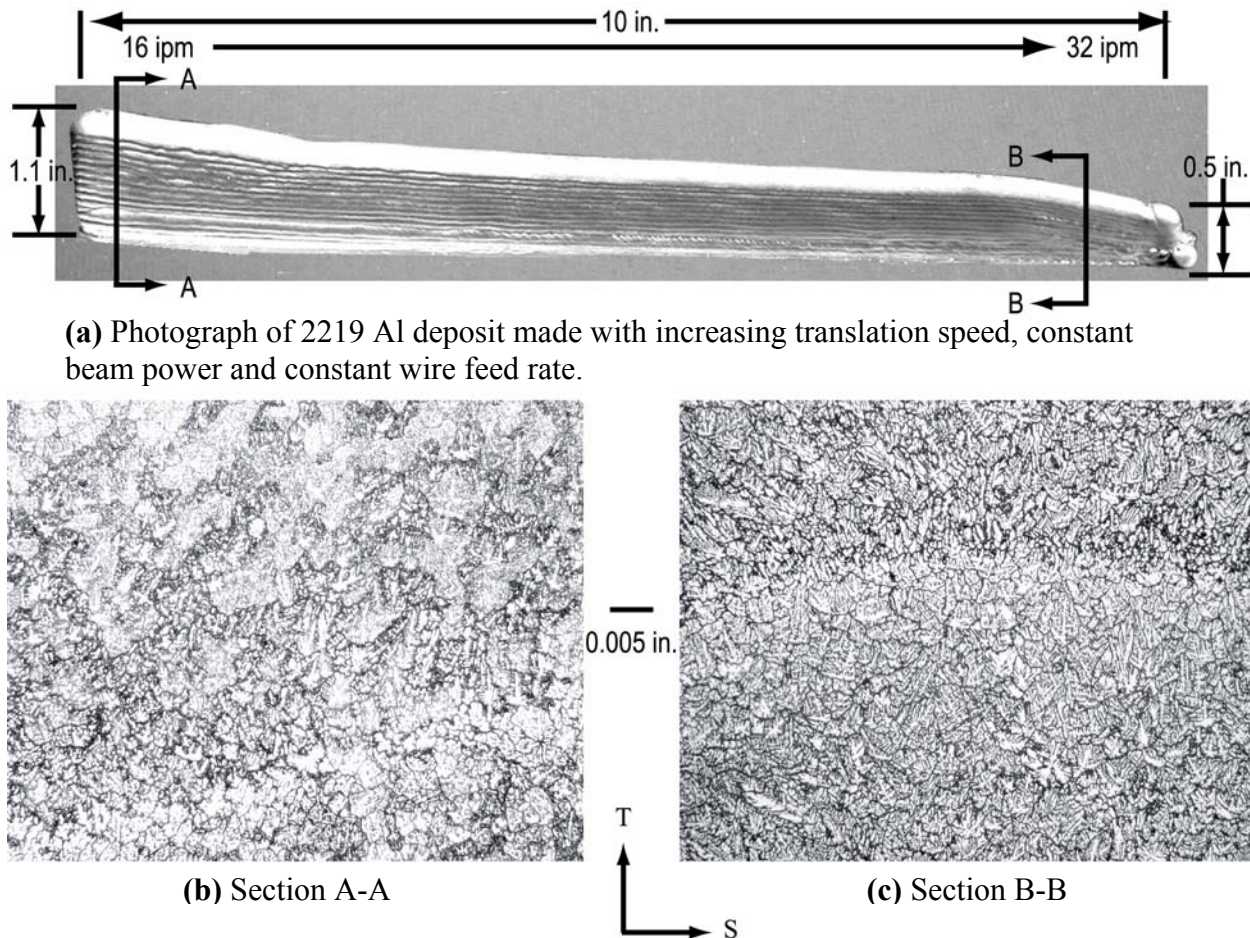 10 in.
16 ipm
32 ipm
A
A
1.1 in.
B
B
0.5 in.
(a) Photograph of 2219 Al deposit made with increasing translation speed, constant
beam power and constant wire feed rate.
0.005 in.
T
S
(b) Section A-A
(c) Section B-B